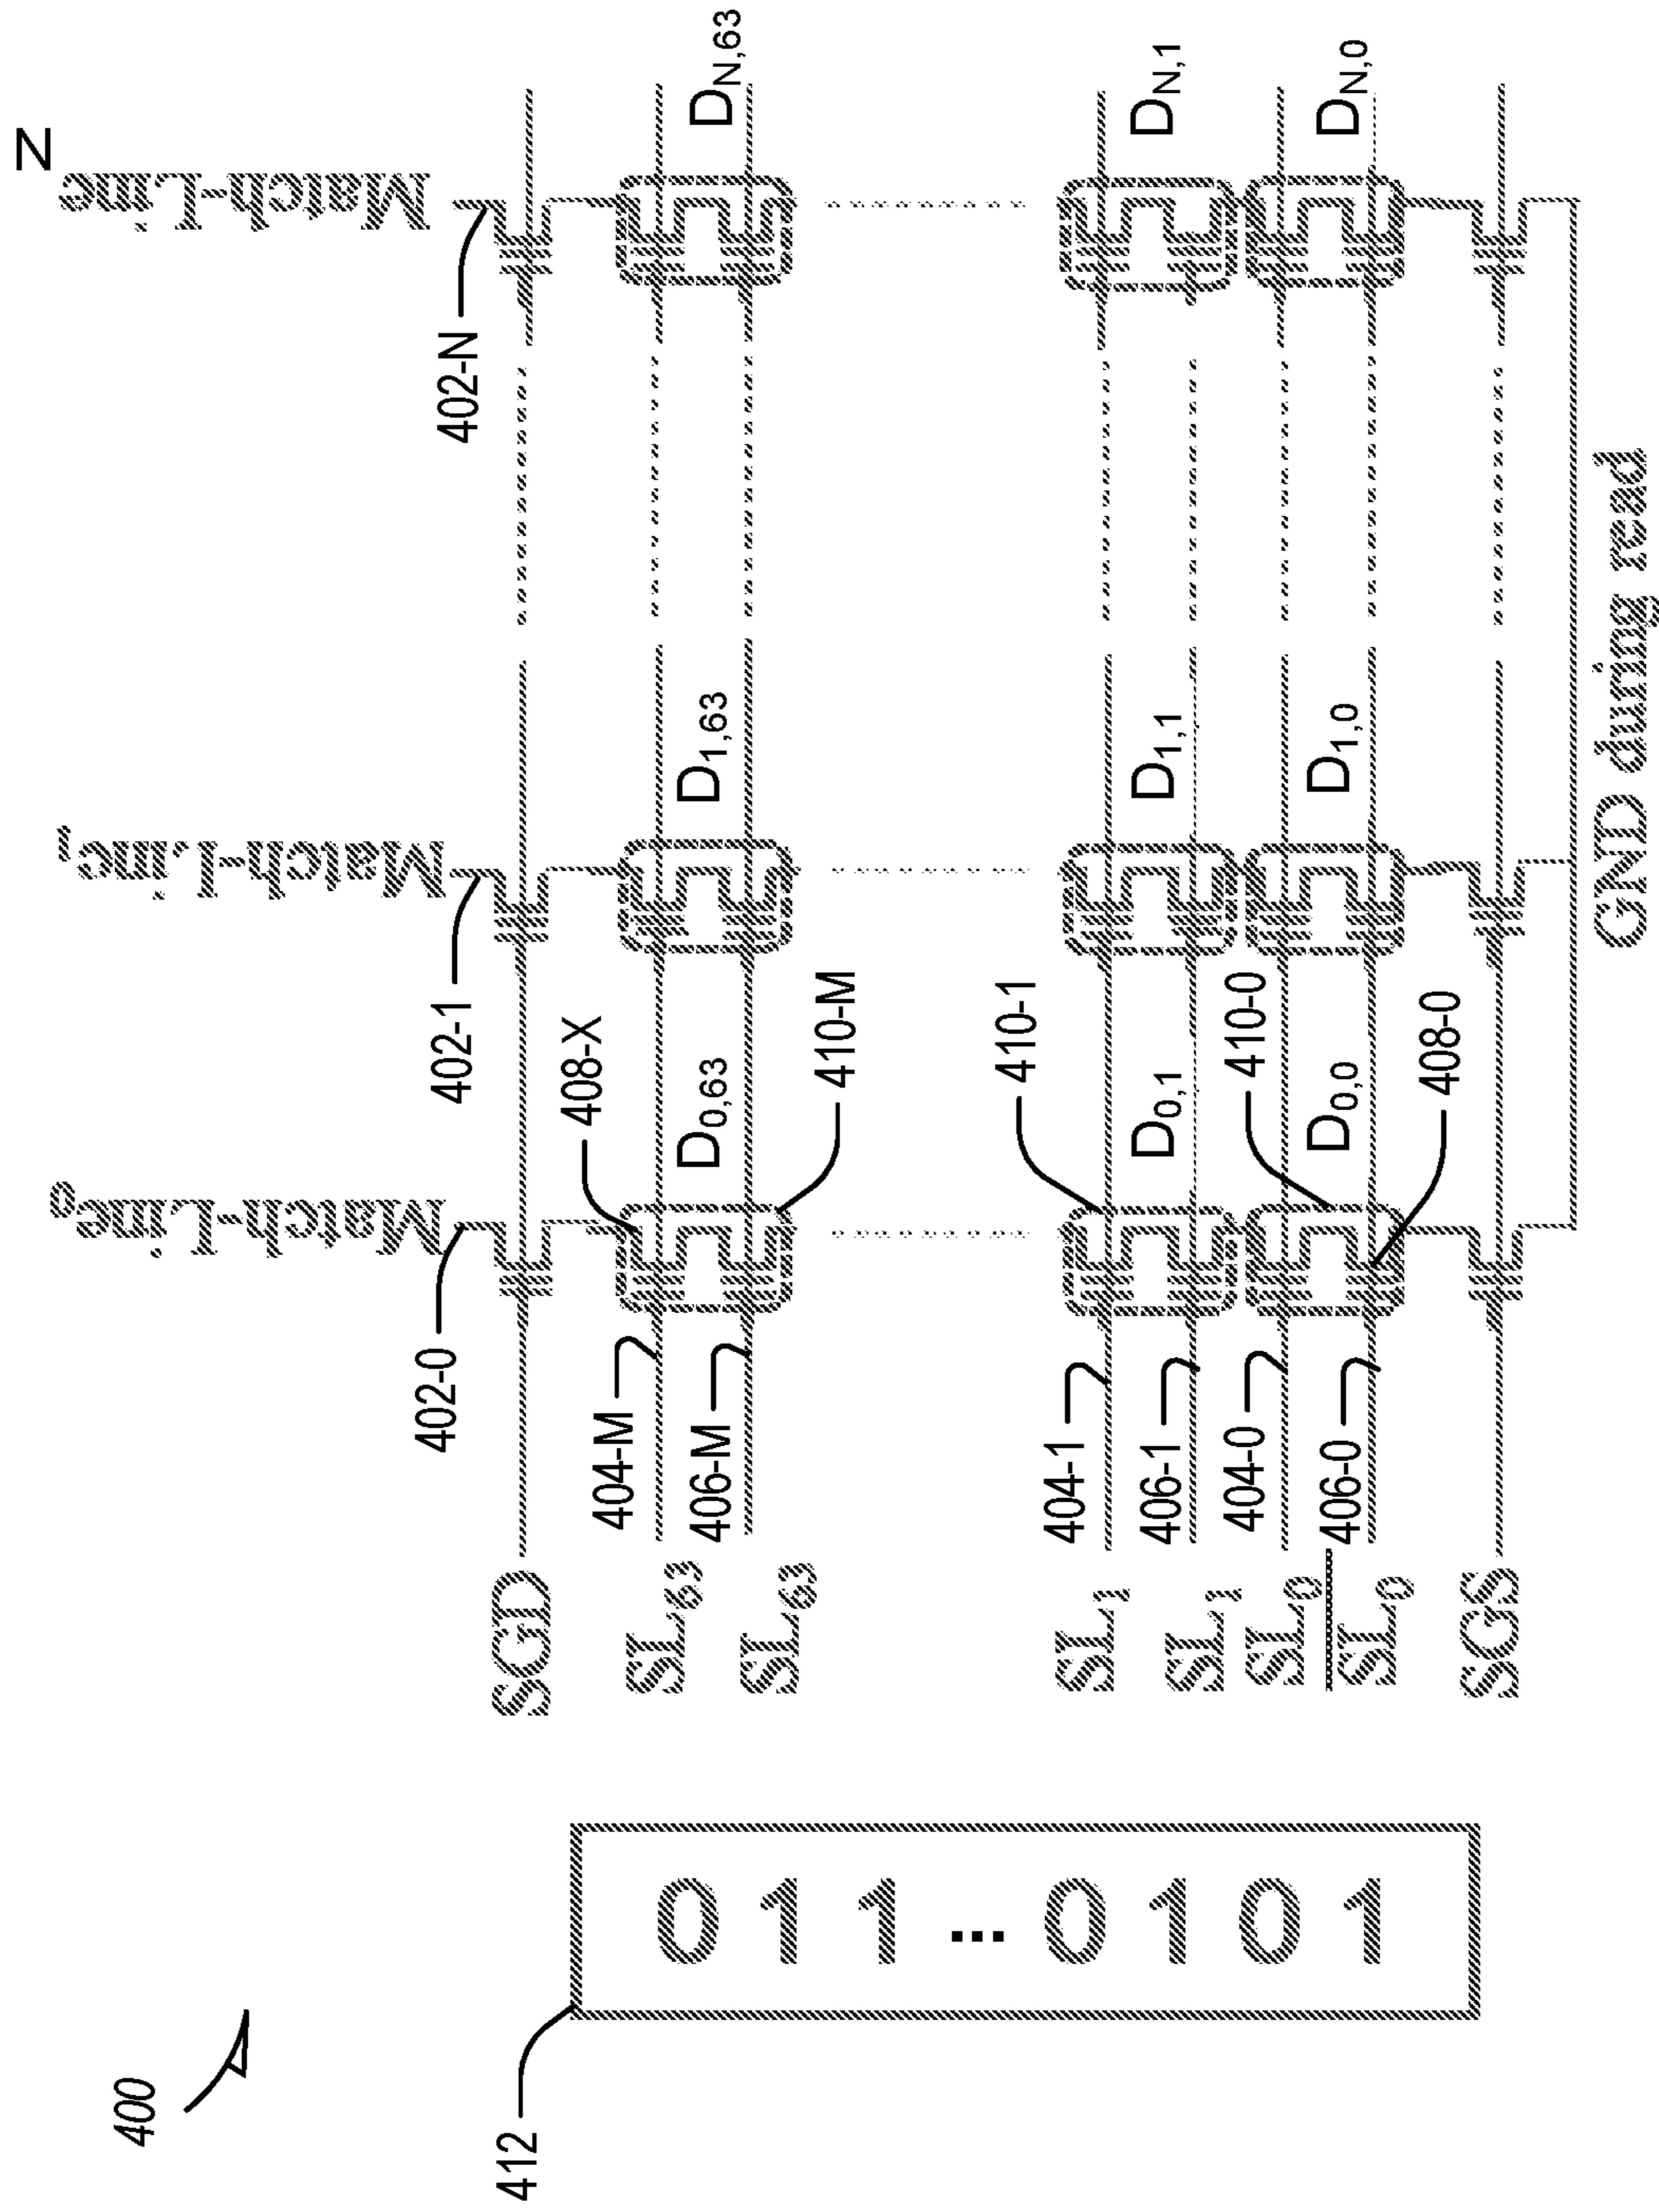 400
412
0 1 1 ... 0 1 0 1
Match-Line0
Match-Line1
Match-Line N
402-0
402-1
402-N
SGD
408-X
404-M
SL63
D0,63
D1,63
DN,63
406-M
SL63
410-M
410-1
404-1
SL1
D0,1
D1,1
DN,1
406-1
SL1
410-0
404-0
SL0
D0,0
D1,0
DN,0
406-0
SL0
408-0
SGS
GND during read